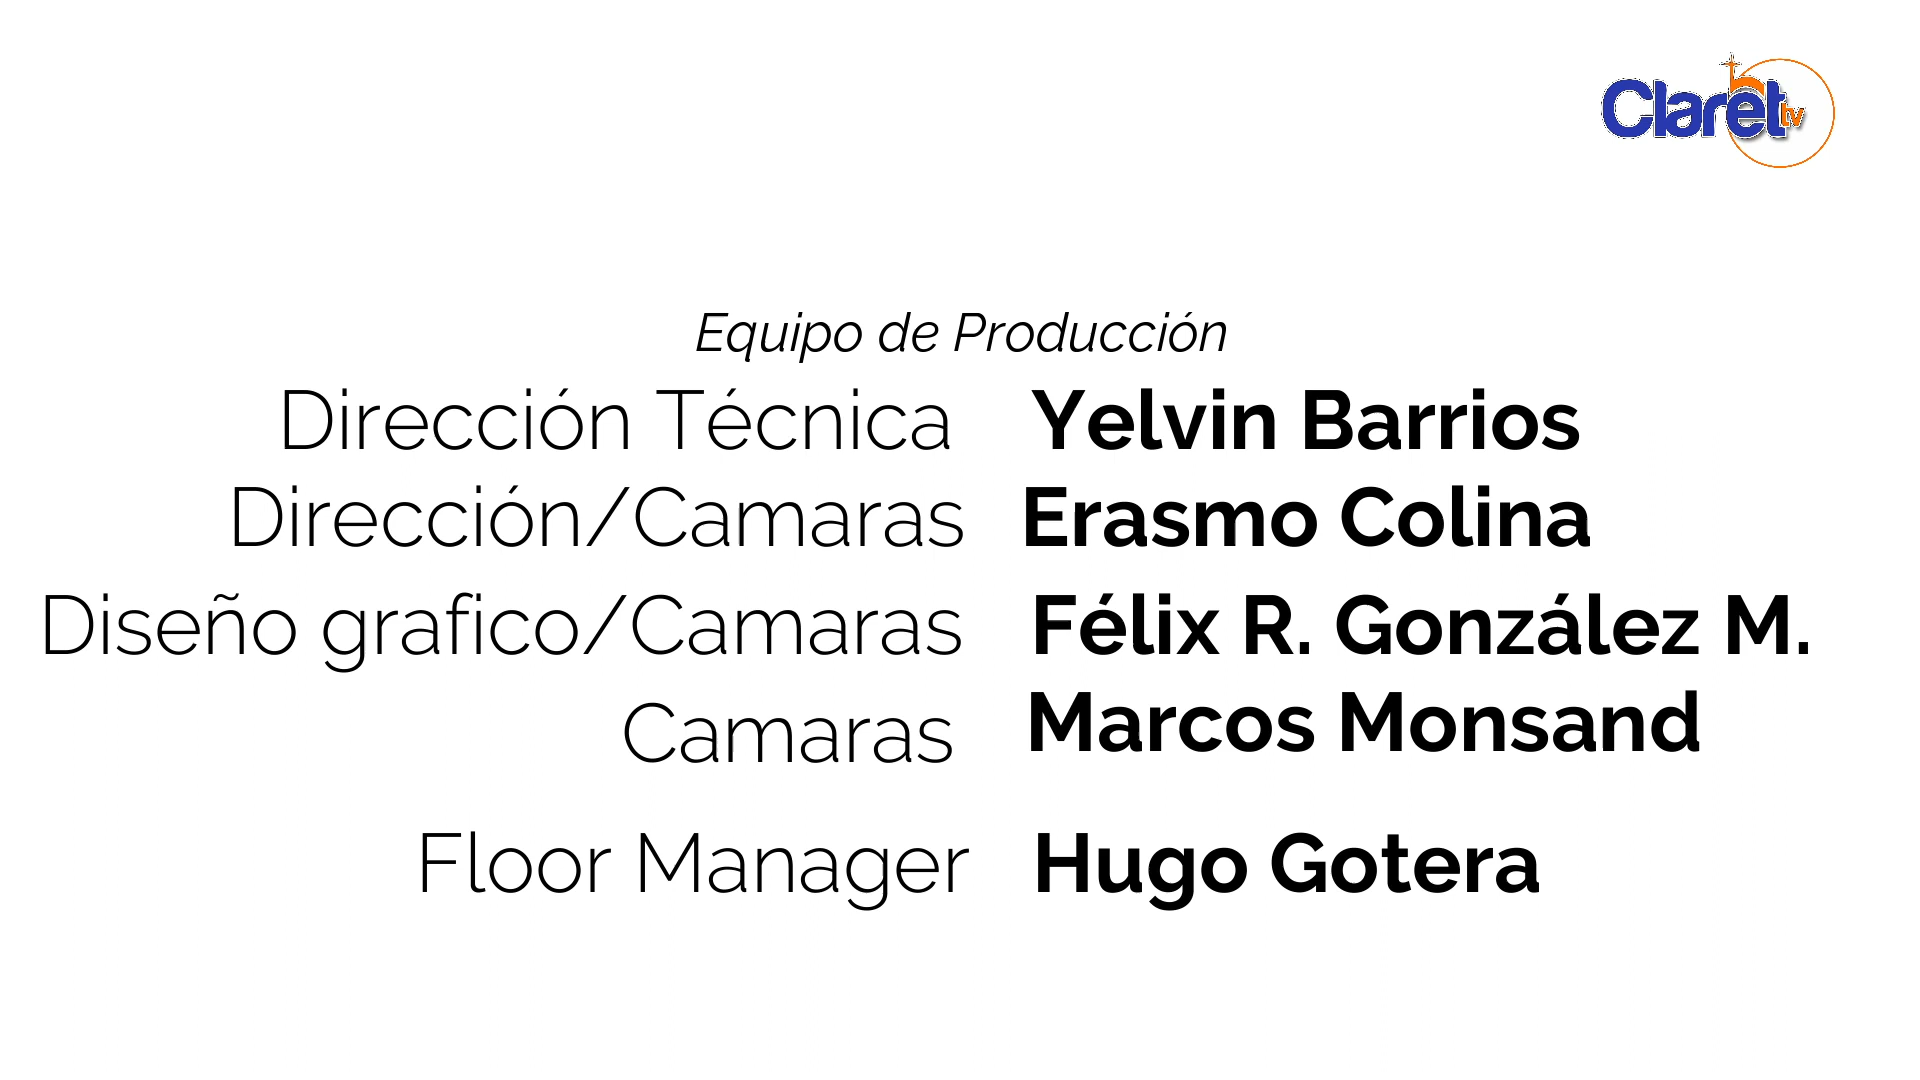 Claret tv
Equipo de Producción
Dirección Técnica Yelvin Barrios
Dirección/Camaras Erasmo Colina
Diseño grafico/Camaras Félix R. González M.
Camaras Marcos Monsand
Floor Manager Hugo Gotera